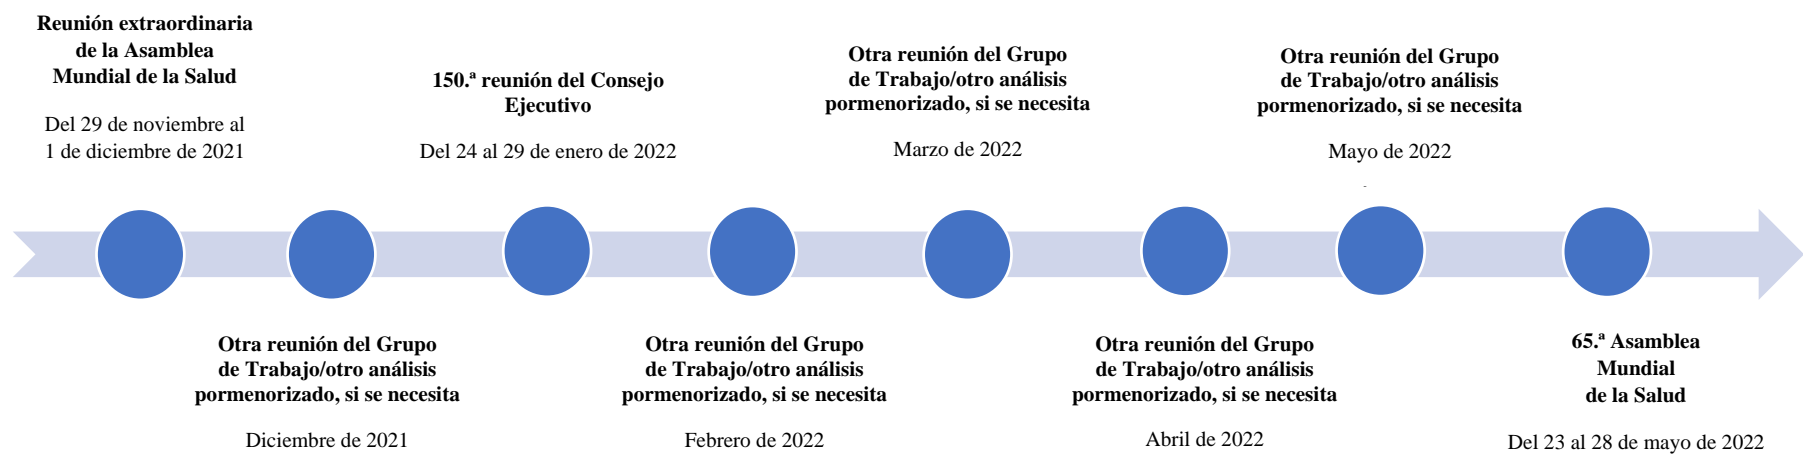 Reunión extraordinaria
de la Asamblea
Mundial de la Salud
Del 29 de noviembre al
1 de diciembre de 2021
150.ª reunión del Consejo
Ejecutivo
Del 24 al 29 de enero de 2022
Otra reunión del Grupo
de Trabajo/otro análisis
pormenorizado, si se necesita
Marzo de 2022
Otra reunión del Grupo
de Trabajo/otro análisis
pormenorizado, si se necesita
Mayo de 2022
Otra reunión del Grupo
de Trabajo/otro análisis
pormenorizado, si se necesita
Diciembre de 2021
Otra reunión del Grupo
de Trabajo/otro análisis
pormenorizado, si se necesita
Febrero de 2022
Otra reunión del Grupo
de Trabajo/otro análisis
pormenorizado, si se necesita
Abril de 2022
65.ª Asamblea
Mundial
de la Salud
Del 23 al 28 de mayo de 2022